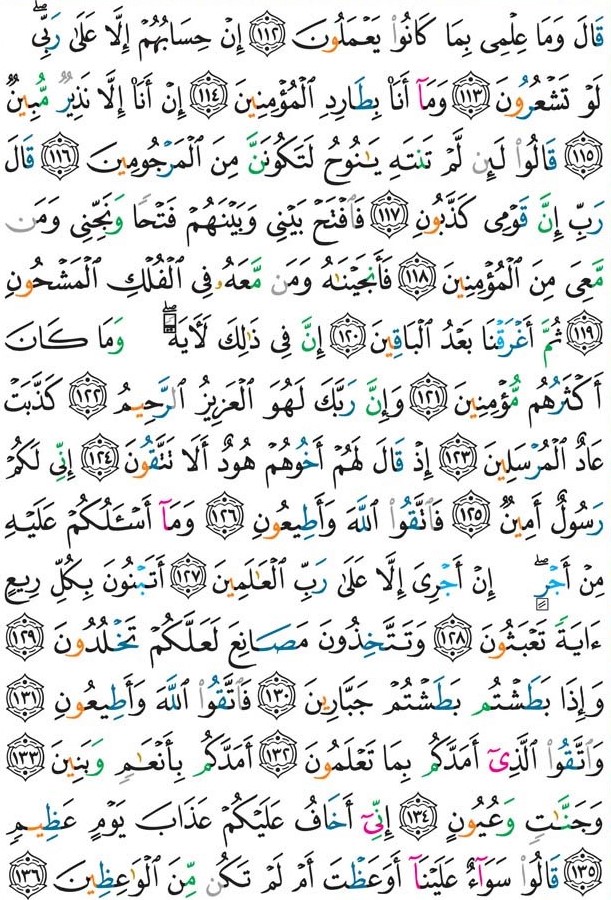 قَالَ وَمَا عِلْمِى بِمَا كَانُوا۟ يَعْمَلُونَ ﴿١١٢﴾ إِنْ حِسَابُهُمْ إِلَّا عَلَىٰ رَبِّىۖ
لَوْ تَشْعُرُونَ ﴿١١٣﴾ وَمَآ أَنَا۠ بِطَارِدِ ٱلْمُؤْمِنِينَ ﴿١١٤﴾ إِنْ أَنَا۠ إِلَّا نَذِيرٌ مُّبِينٌ
﴿١١٥﴾ قَالُوا۟ لَئِن لَّمْ تَنتَهِ يَـٰنُوحُ لَتَكُونَنَّ مِنَ ٱلْمَرْجُومِينَ ﴿١١٦﴾ قَالَ
رَبِّ إِنَّ قَوْمِى كَذَّبُونِ ﴿١١٧﴾ فَٱفْتَحْ بَيْنِى وَبَيْنَهُمْ فَتْحًا وَنَجِّنِى وَمَن
مَّعِىَ مِنَ ٱلْمُؤْمِنِينَ ﴿١١٨﴾ فَأَنجَيْنَـٰهُ وَمَن مَّعَهُۥ فِى ٱلْفُلْكِ ٱلْمَشْحُونِ
﴿١١٩﴾ ثُمَّ أَغْرَقْنَا بَعْدُ ٱلْبَاقِينَ ﴿١٢٠﴾ إِنَّ فِى ذَٰلِكَ لَـَٔايَةًۖ وَمَا كَانَ
أَكْثَرُهُم مُّؤْمِنِينَ ﴿١٢١﴾ وَإِنَّ رَبَّكَ لَهُوَ ٱلْعَزِيزُ ٱلرَّحِيمُ ﴿١٢٢﴾ كَذَّبَتْ
عَادٌ ٱلْمُرْسَلِينَ ﴿١٢٣﴾ إِذْ قَالَ لَهُمْ أَخُوهُمْ هُودٌ أَلَا تَتَّقُونَ ﴿١٢٤﴾ إِنِّى لَكُمْ
رَسُولٌ أَمِينٌ ﴿١٢٥﴾ فَٱتَّقُوا۟ ٱللَّهَ وَأَطِيعُونِ ﴿١٢٦﴾ وَمَآ أَسْـَٔلُكُمْ عَلَيْهِ
مِنْ أَجْرٍۖ إِنْ أَجْرِىَ إِلَّا عَلَىٰ رَبِّ ٱلْعَـٰلَمِينَ ﴿١٢٧﴾ أَتَبْنُونَ بِكُلِّ رِيعٍ
ءَايَةً تَعْبَثُونَ ﴿١٢٨﴾ وَتَتَّخِذُونَ مَصَانِعَ لَعَلَّكُمْ تَخْلُدُونَ ﴿١٢٩﴾
وَإِذَا بَطَشْتُم بَطَشْتُمْ جَبَّارِينَ ﴿١٣٠﴾ فَٱتَّقُوا۟ ٱللَّهَ وَأَطِيعُونِ ﴿١٣١﴾
وَٱتَّقُوا۟ ٱلَّذِىٓ أَمَدَّكُم بِمَا تَعْلَمُونَ ﴿١٣٢﴾ أَمَدَّكُم بِأَنْعَـٰمٍ وَبَنِينَ ﴿١٣٣﴾
وَجَنَّـٰتٍ وَعُيُونٍ ﴿١٣٤﴾ إِنِّىٓ أَخَافُ عَلَيْكُمْ عَذَابَ يَوْمٍ عَظِيمٍ
﴿١٣٥﴾ قَالُوا۟ سَوَآءٌ عَلَيْنَآ أَوَعَظْتَ أَمْ لَمْ تَكُن مِّنَ ٱلْوَٰعِظِينَ ﴿١٣٦﴾